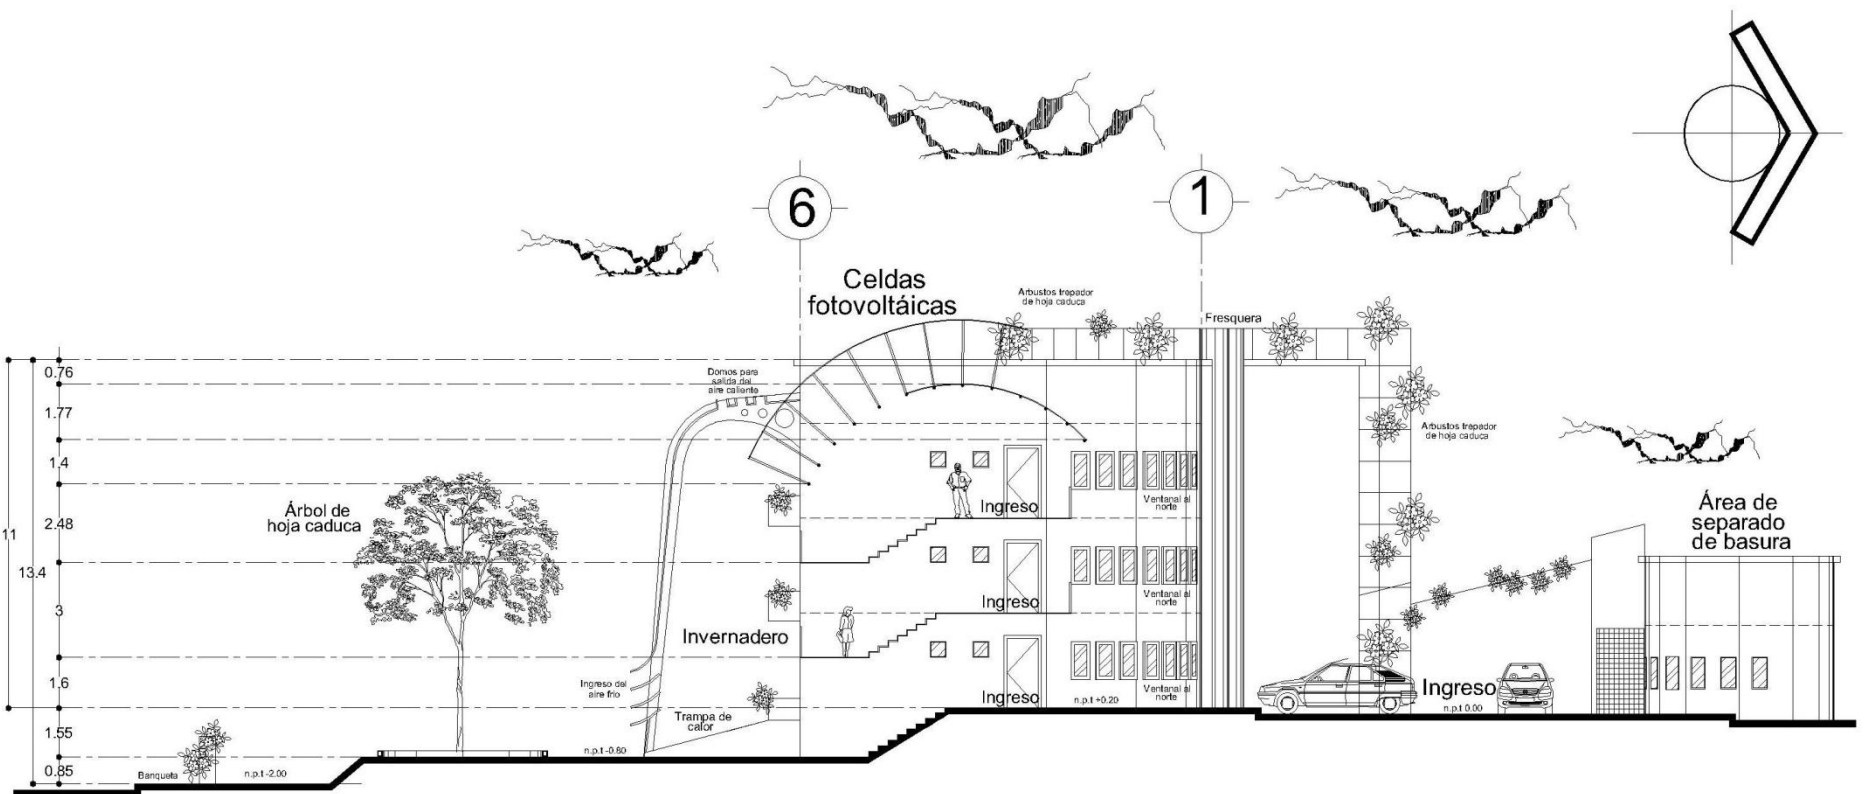 6
1
Celdas
fotovoltáicas
Arbustos trepador
de hoja caduca
Fresquera
Domos para
salida del
aire caliente
0.76
1.77
1.4
2.48
3
1.6
1.55
0.85
11
13.4
Árbol de
hoja caduca
Arbustos trepador
de hoja caduca
Área de
separado
de basura
Ingreso
Ventanal al
norte
Ingreso
Ventanal al
norte
Invernadero
Ingreso del
aire frio
Trampa de
calor
Ingreso
n.p.t +0.20
Ventanal al
norte
Ingreso
n.p.t 0.00
n.p.t -0.80
Banqueta
n.p.t -2.00